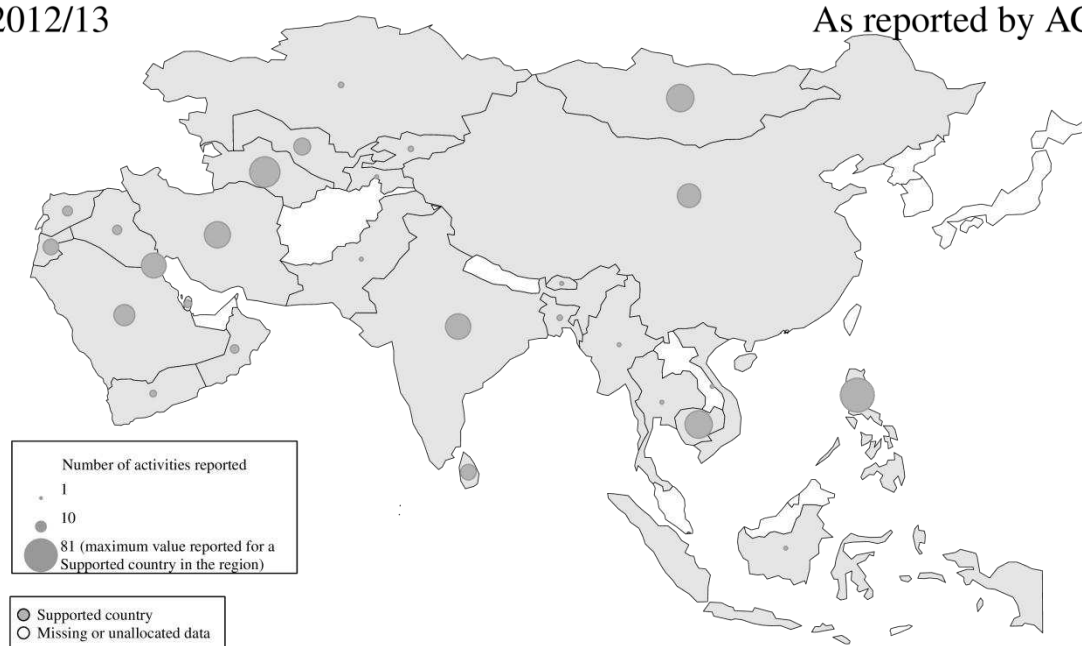 2012/13
As reported by AC
Number of activities reported
1
10
81 (maximum value reported for a
Supported country in the region)
Supported country
Missing or unallocated data